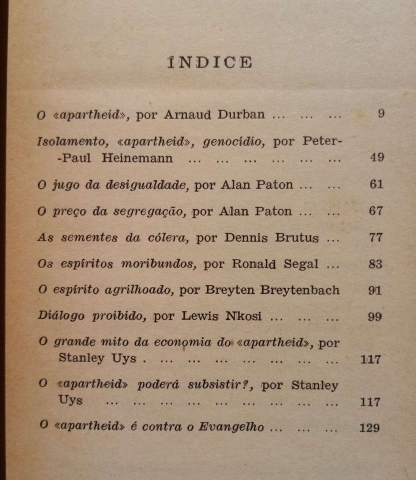 ÍNDICE
O «apartheid», por Arnaud Durban ... ... ... 9
Isolamento, «apartheid», genocídio, por Peter-
-Paul Heinemann ... ... ... ... ... ... 49
O jugo da desigualdade, por Alan Paton ... ... 61
O preço da segregação, por Alan Paton ... ... 67
As sementes da cólera, por Dennis Brutus ... 77
Os espíritos moribundos, por Ronald Segal ... 83
O espírito agrilhoado, por Breyten Breytenbach 91
Diálogo proibido, por Lewis Nkosi ... ... ... 99
O grande mito da economia do «apartheid», por
Stanley Uys . ... ... ... ... ... ... ... 117
O «apartheid» poderá subsistir?, por Stanley
Uys ... ... ... ... ... ... ... ... ... 117
O «apartheid» é contra o Evangelho ... ... ... 129